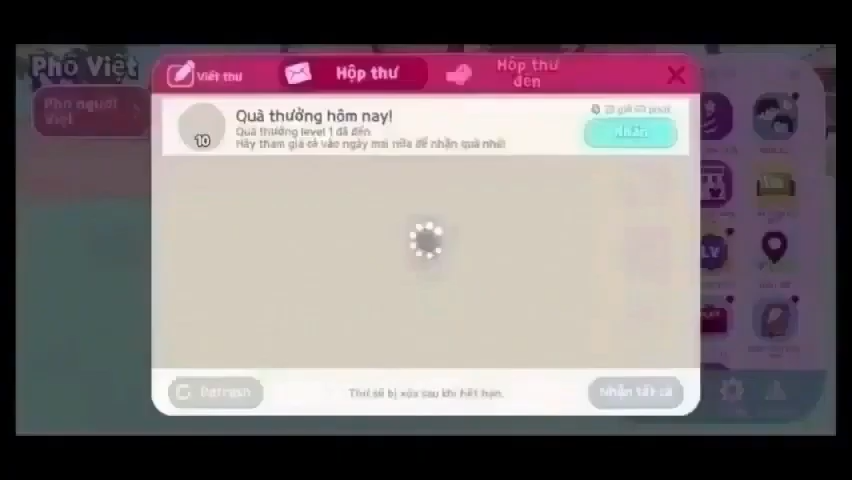 Phố Việt
Phố người
Việt
Viết thư
Hộp thư
Hộp thư
đến
10
Quà thưởng hôm nay!
Quà thưởng level 1 đã đến
Hãy tham gia cả vào ngày mai nữa để nhận quà nhé!
Nhận
LV
Refresh
Thư sẽ bị xóa sau khi hết hạn.
Nhận tất cả